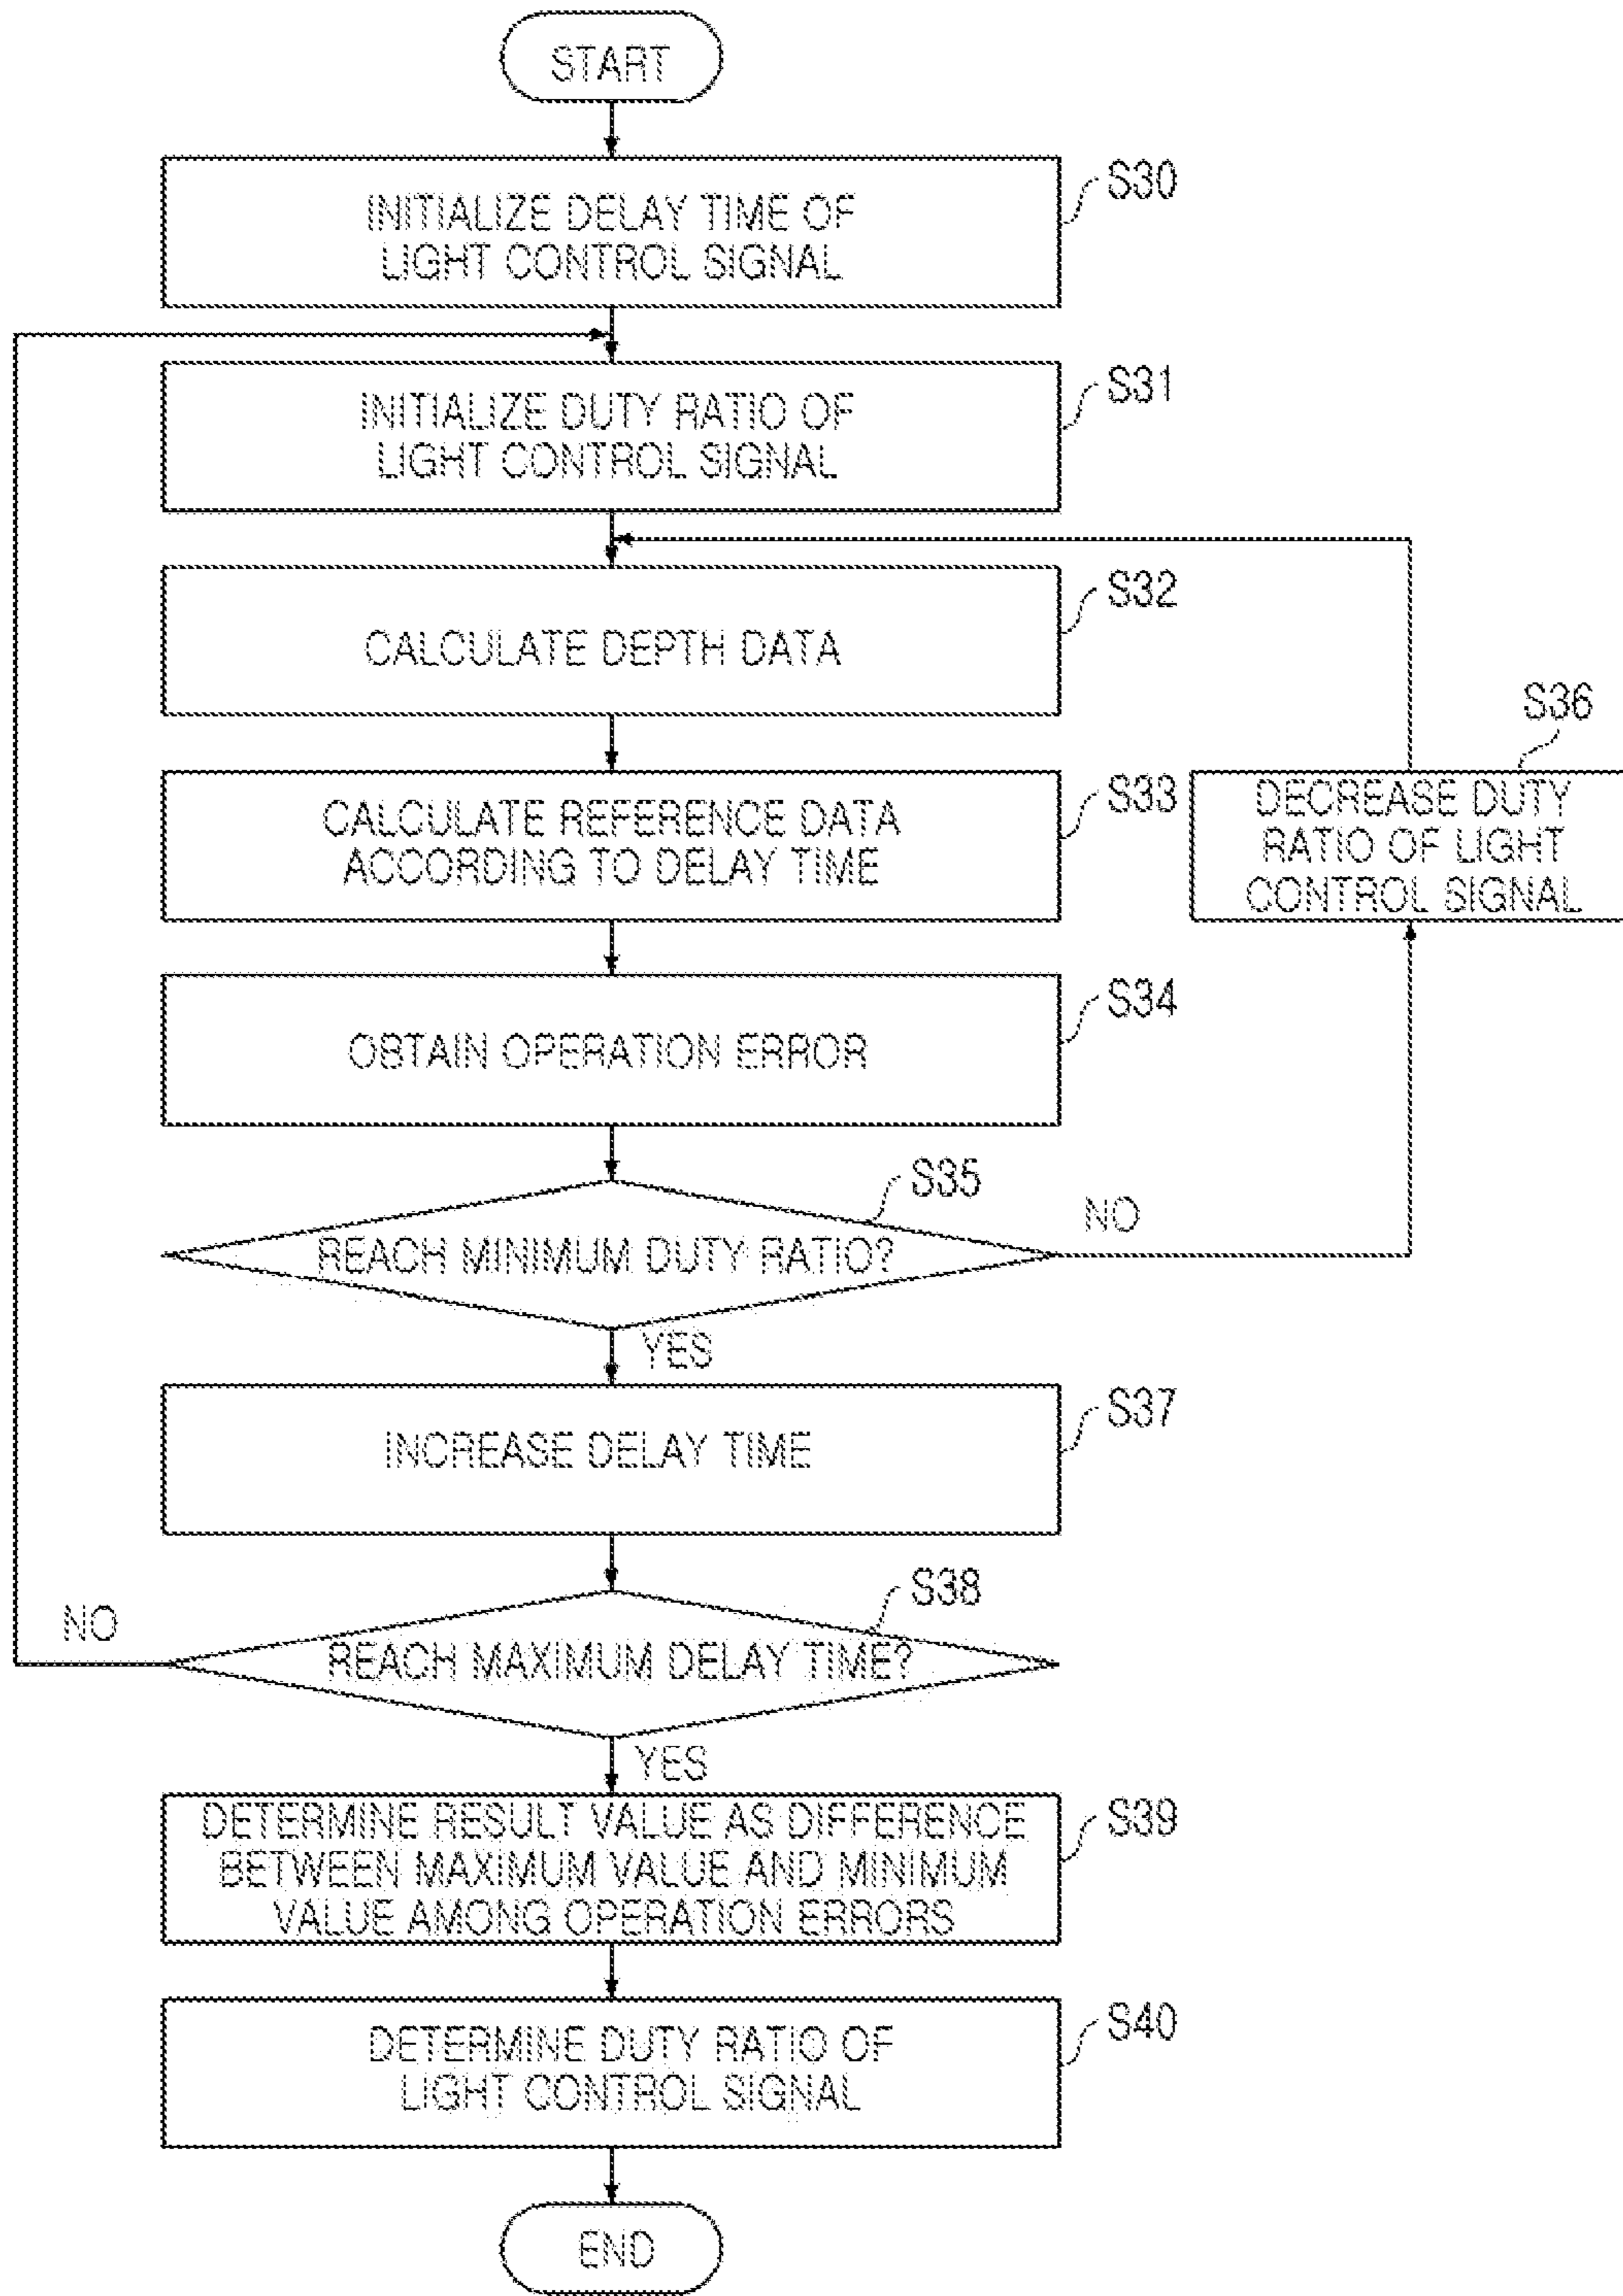 START
S30
INITIALIZE DELAY TIME OF
LIGHT CONTROL SIGNAL
S31
INITIALIZE DUTY RATIO OF
LIGHT CONTROL SIGNAL
S32
CALCULATE DEPTH DATA
S33
CALCULATE REFERENCE DATA
ACCORDING TO DELAY TIME
S36
DECREASE DUTY
RATIO OF LIGHT
CONTROL SIGNAL
S34
OBTAIN OPERATION ERROR
S35
REACH MINIMUM DUTY RATIO?
NO
YES
S37
INCREASE DELAY TIME
S38
NO
REACH MAXIMUM DELAY TIME?
YES
S39
DETERMINE RESULT VALUE AS DIFFERENCE
BETWEEN MAXIMUM VALUE AND MINIMUM
VALUE AMONG OPERATION ERRORS
S40
DETERMINE DUTY RATIO OF
LIGHT CONTROL SIGNAL
END